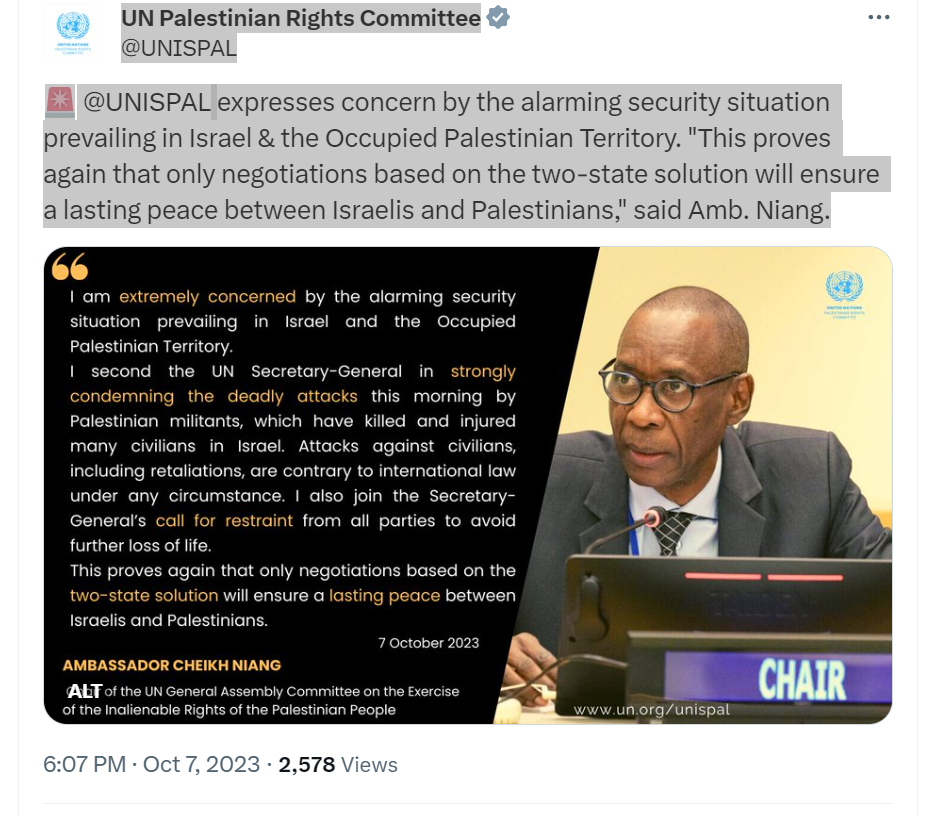 UN Palestinian Rights Committee
@UNISPAL
@UNISPAL expresses concern by the alarming security situation
prevailing in Israel & the Occupied Palestinian Territory. "This proves
again that only negotiations based on the two-state solution will ensure
a lasting peace between Israelis and Palestinians," said Amb. Niang.
I am extremely concerned by the alarming security
situation prevailing in Israel and the Occupied
Palestinian Territory.
I second the UN Secretary-General in strongly
condemning the deadly attacks this morning by
Palestinian militants, which have killed and injured
many civilians in Israel. Attacks against civilians,
including retaliations, are contrary to international law
under any circumstance. I also join the Secretary-
General's call for restraint from all parties to avoid
further loss of life.
This proves again that only negotiations based on the
two-state solution will ensure a lasting peace between
Israelis and Palestinians.
7 October 2023
AMBASSADOR CHEIKH NIANG
ALT of the UN General Assembly Committee on the Exercise
of the Inalienable Rights of the Palestinian People
UNITED NATIONS
PALESTINIAN RIGHTS
COMMITTEE
CHAIR
www.un.org/unispal
6:07 PM · Oct 7, 2023 · 2,578 Views